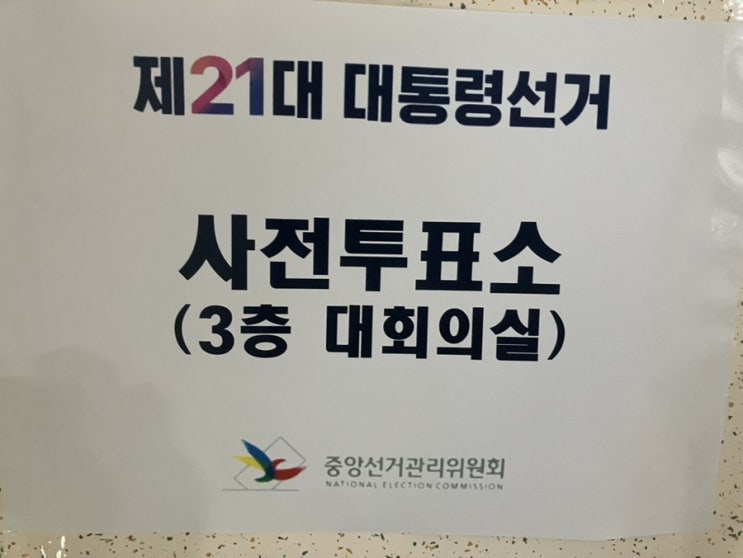 제21대 대통령선거
사전투표소
(3층 대회의실)
중앙선거관리위원회
NATIONAL ELECTION COMMISSION